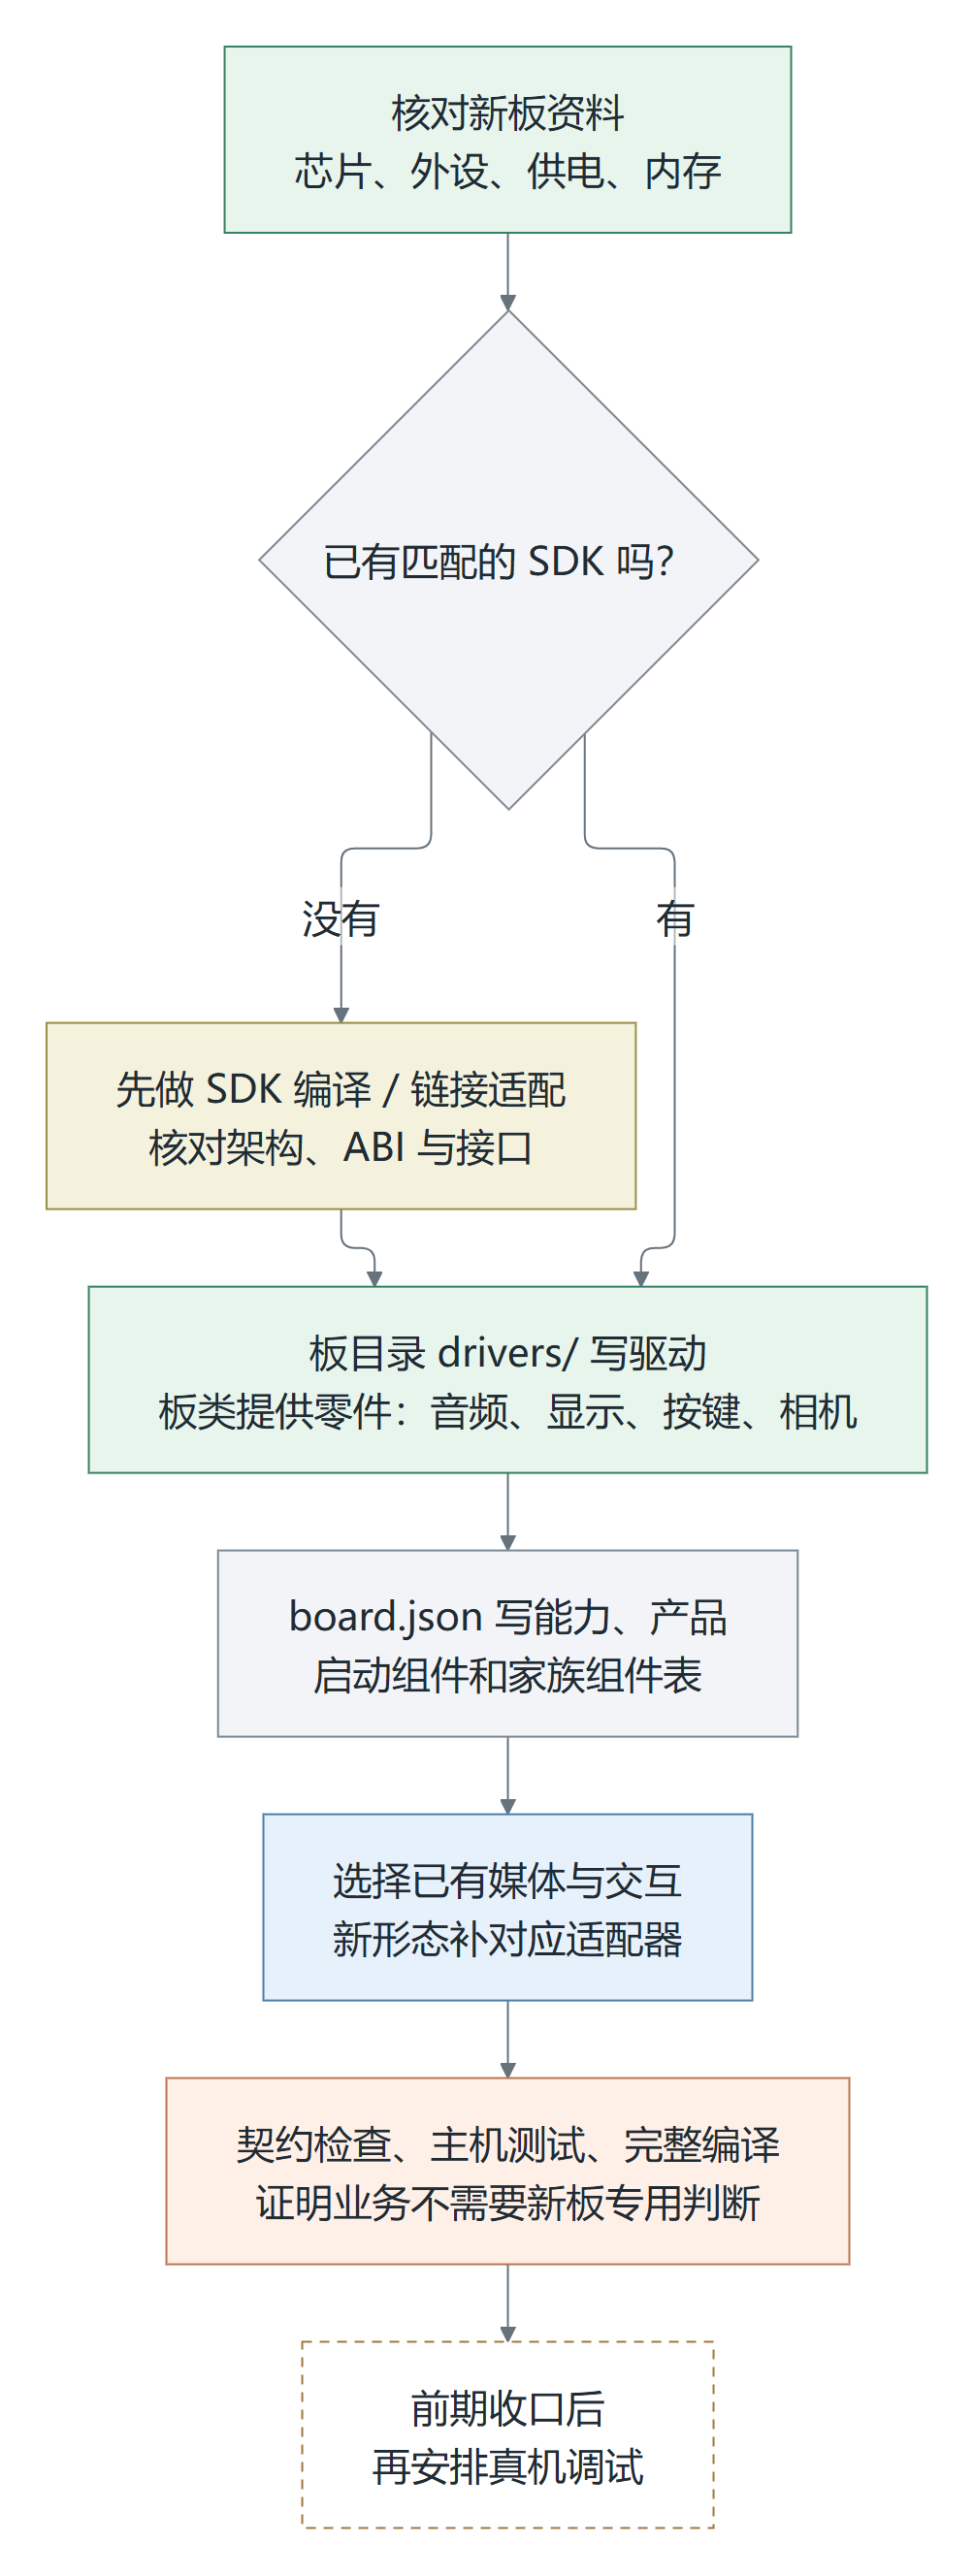 核对新板资料
芯片、外设、供电、内存
已有匹配的 SDK 吗？
没有
有
先做 SDK 编译 / 链接适配
核对架构、ABI 与接口
板目录 drivers/ 写驱动
板类提供零件：音频、显示、按键、相机
board.json 写能力、产品
启动组件和家族组件表
选择已有媒体与交互
新形态补对应适配器
契约检查、主机测试、完整编译
证明业务不需要新板专用判断
前期收口后
再安排真机调试